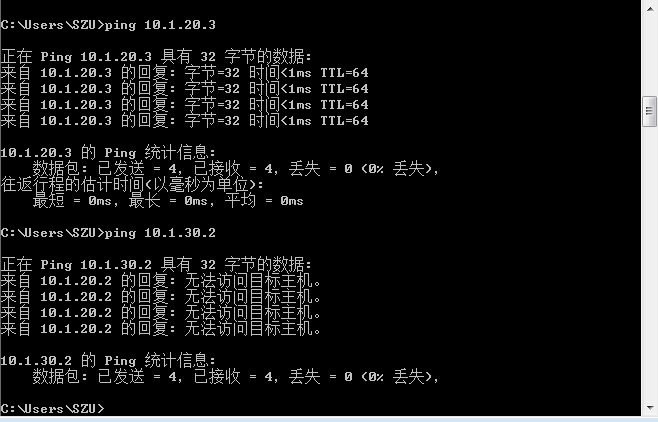 C:\Users\SZU>ping 10.1.20.3
正在 Ping 10.1.20.3 具有 32 字节的数据:
来自 10.1.20.3 的回复: 字节=32 时间<1ms TTL=64
来自 10.1.20.3 的回复: 字节=32 时间<1ms TTL=64
来自 10.1.20.3 的回复: 字节=32 时间<1ms TTL=64
来自 10.1.20.3 的回复: 字节=32 时间<1ms TTL=64
10.1.20.3 的 Ping 统计信息:
数据包: 已发送 = 4, 已接收 = 4, 丢失 = 0 (0% 丢失),
往返行程的估计时间(以毫秒为单位):
最短 = 0ms, 最长 = 0ms, 平均 = 0ms
C:\Users\SZU>ping 10.1.30.2
正在 Ping 10.1.30.2 具有 32 字节的数据:
来自 10.1.20.2 的回复: 无法访问目标主机。
来自 10.1.20.2 的回复: 无法访问目标主机。
来自 10.1.20.2 的回复: 无法访问目标主机。
来自 10.1.20.2 的回复: 无法访问目标主机。
10.1.30.2 的 Ping 统计信息:
数据包: 已发送 = 4, 已接收 = 4, 丢失 = 0 (0% 丢失),
C:\Users\SZU>